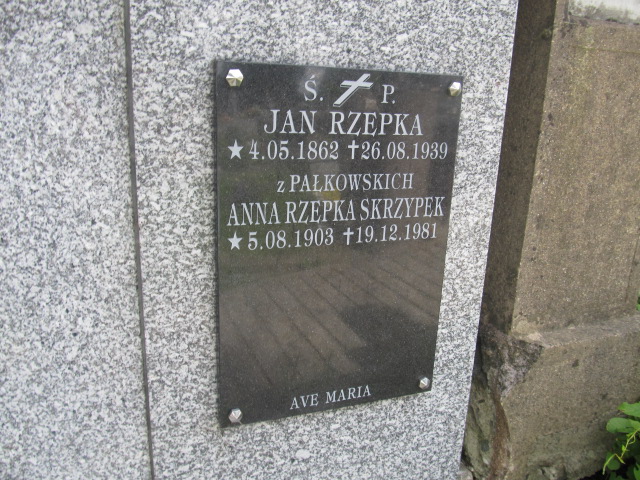 Ś. P.
JAN RZEPKA
★4.05.1862 ✝26.08.1939
z PAŁKOWSKICH
ANNA RZEPKA SKRZYPEK
★5.08.1903 ✝19.12.1981
AVE MARIA